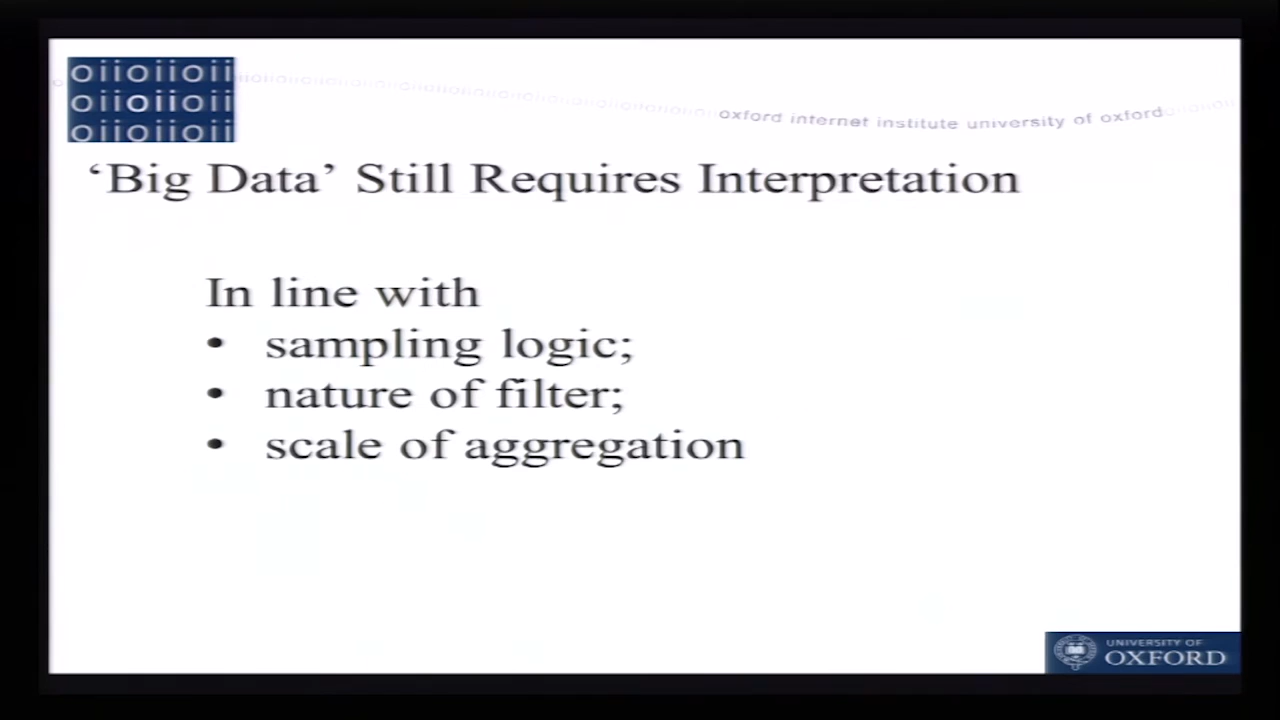 oiioiioii
oiioiioii
oiioiioii
oxford internet institute university of oxford
‘Big Data’ Still Requires Interpretation
In line with
• sampling logic;
• nature of filter;
• scale of aggregation
UNIVERSITY OF
OXFORD